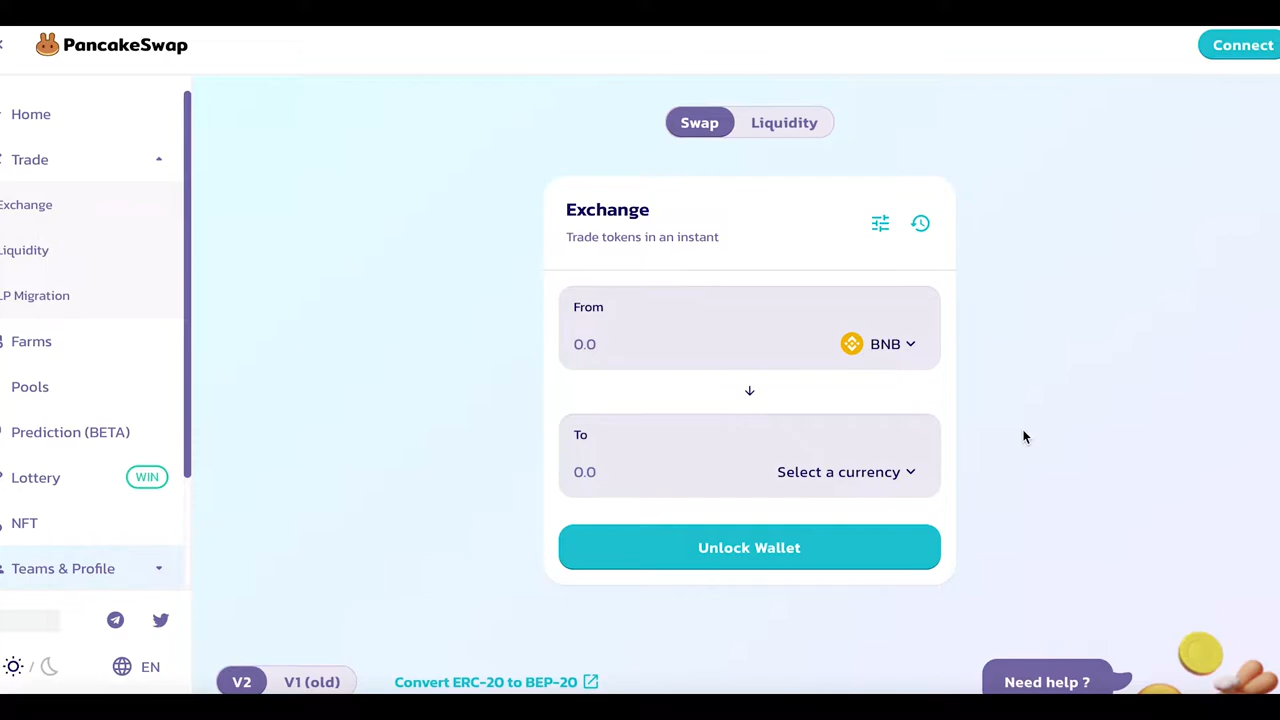 PancakeSwap
Connect
Home
Trade
Exchange
Liquidity
LP Migration
Farms
Pools
Prediction (BETA)
Lottery
WIN
NFT
Teams & Profile
/
EN
Swap
Liquidity
Exchange
Trade tokens in an instant
From
0.0
BNB
To
0.0
Select a currency
Unlock Wallet
V2
V1 (old)
Convert ERC-20 to BEP-20
Need help ?